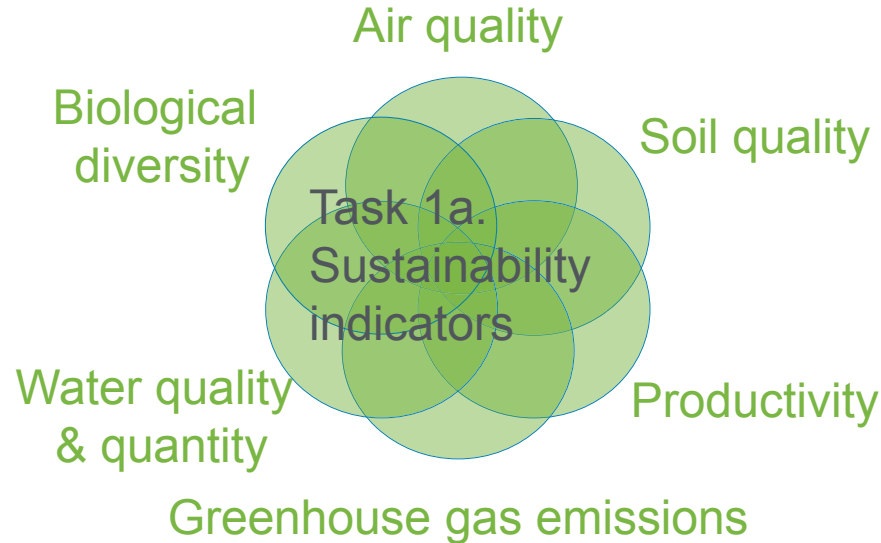 Air quality
Biological
diversity
Soil quality
Task 1a.
Sustainability
indicators
Water quality
& quantity
Productivity
Greenhouse gas emissions